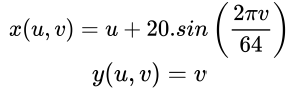 x(u, v) = u + 20.sin(2πv/64)
y(u, v) = v